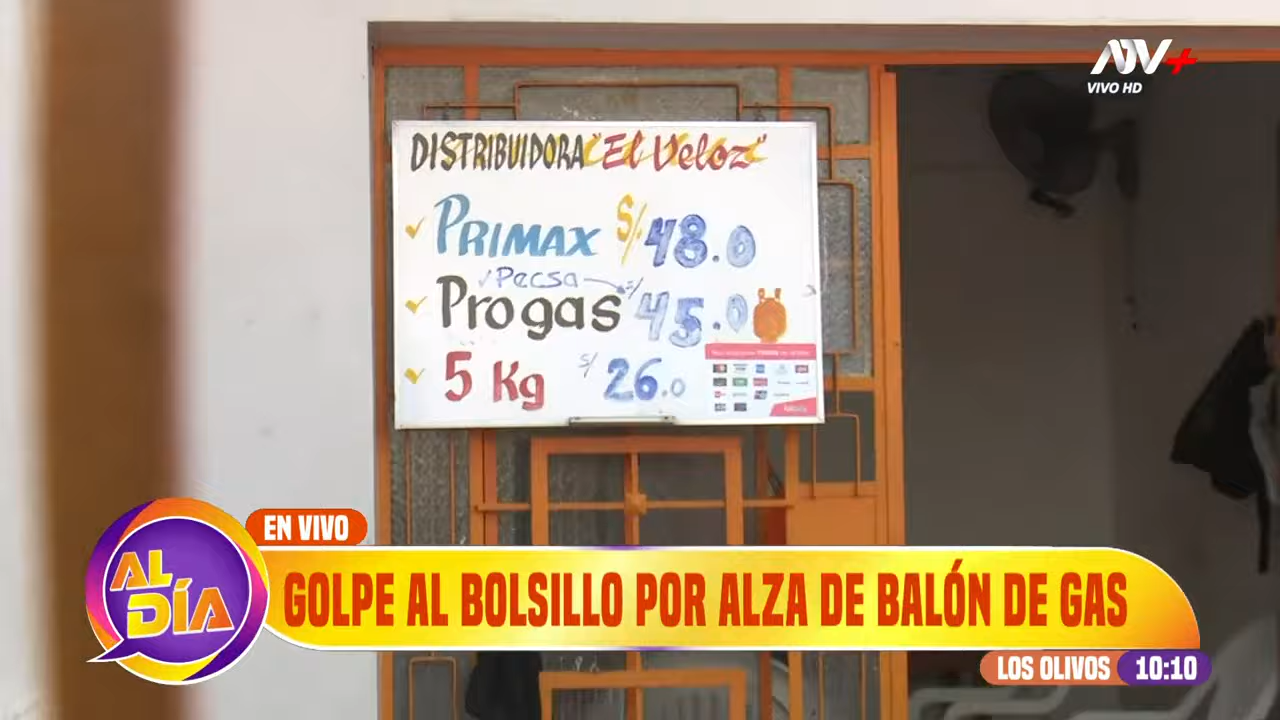 ATV+
VIVO HD
DISTRIBUIDORA "El Veloz"
PRIMAX S/. 48.0
Pecsa
Progas S/ 45.0
5 Kg S/ 26.0
EN VIVO
AL DÍA
GOLPE AL BOLSILLO POR ALZA DE BALÓN DE GAS
LOS OLIVOS 10:10